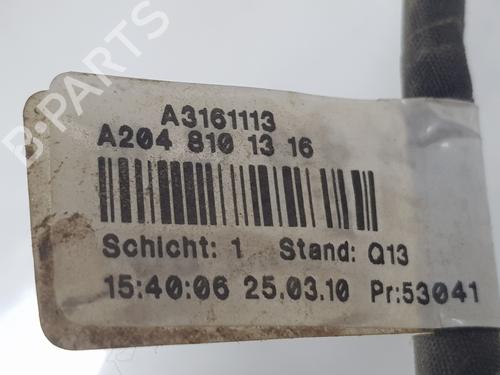 B-PARTS
A3161113
A204 810 13 16
Schicht: 1 Stand: Q13
15:40:06 25.03.10 Pr:53041